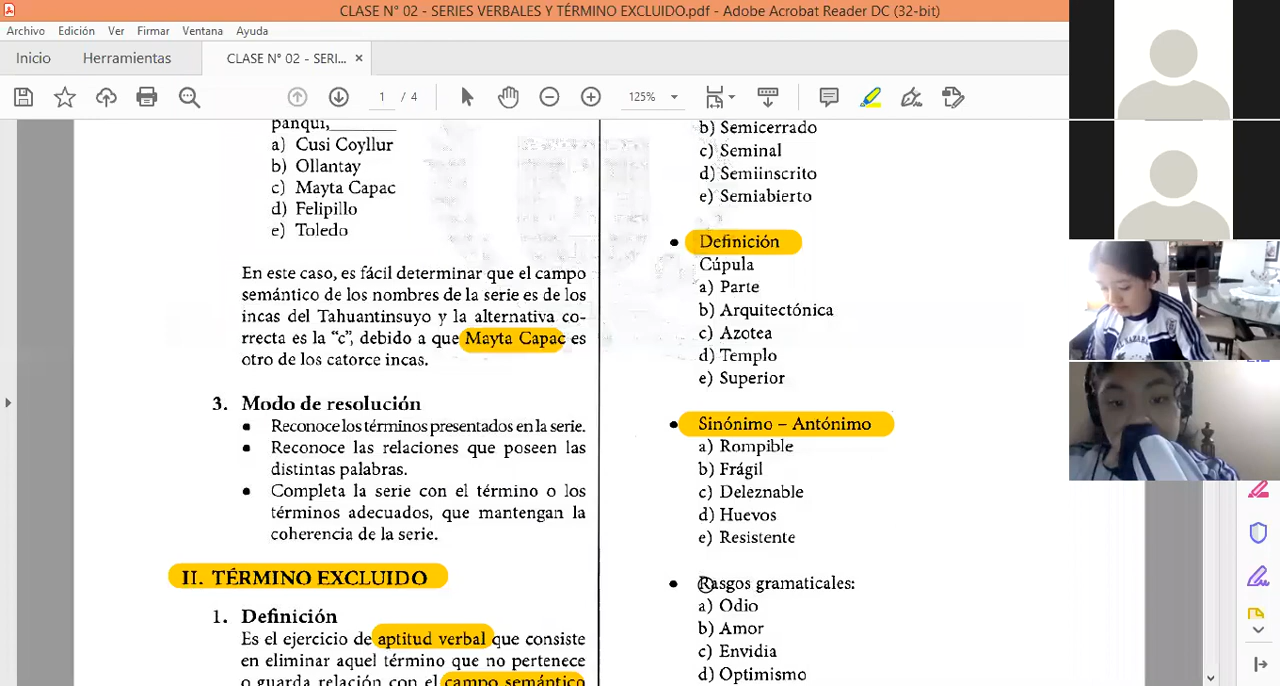 CLASE N° 02 - SERIES VERBALES Y TÉRMINO EXCLUIDO.pdf - Adobe Acrobat Reader DC (32-bit)
Archivo Edición Ver Firmar Ventana Ayuda
Inicio Herramientas CLASE N° 02 - SERI... ×
1 / 4 125%
panqui,________
a) Cusi Coyllur
b) Ollantay
c) Mayta Capac
d) Felipillo
e) Toledo
En este caso, es fácil determinar que el campo
semántico de los nombres de la serie es de los
incas del Tahuantinsuyo y la alternativa co-
rrecta es la “c”, debido a que Mayta Capac es
otro de los catorce incas.
3. Modo de resolución
• Reconoce los términos presentados en la serie.
• Reconoce las relaciones que poseen las
distintas palabras.
• Completa la serie con el término o los
términos adecuados, que mantengan la
coherencia de la serie.
II. TÉRMINO EXCLUIDO
1. Definición
Es el ejercicio de aptitud verbal que consiste
en eliminar aquel término que no pertenece
o guarda relación con el campo semántico
b) Semicerrado
c) Seminal
d) Semiinscrito
e) Semiabierto
• Definición
Cúpula
a) Parte
b) Arquitectónica
c) Azotea
d) Templo
e) Superior
• Sinónimo – Antónimo
a) Rompible
b) Frágil
c) Deleznable
d) Huevos
e) Resistente
• Rasgos gramaticales:
a) Odio
b) Amor
c) Envidia
d) Optimismo